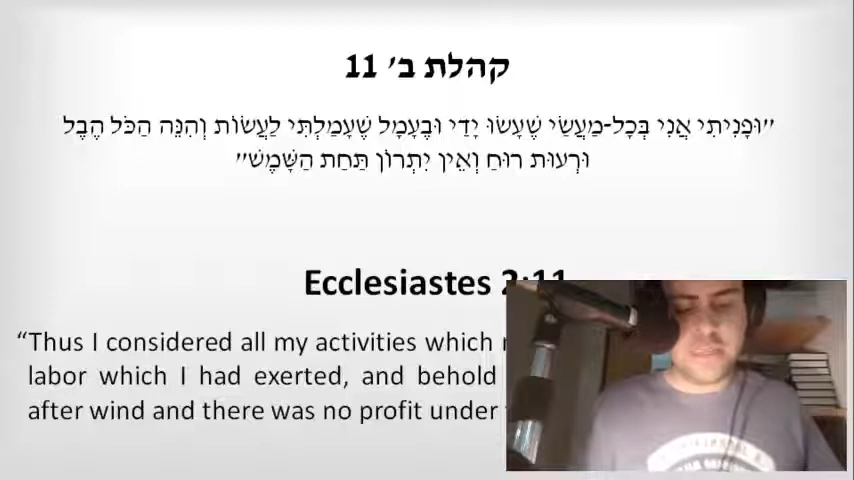 קהלת ב׳ 11
״וּפָנִיתִי אֲנִי בְּכָל-מַעֲשַׂי שֶׁעָשׂוּ יָדַי וּבֶעָמָל שֶׁעָמַלְתִּי לַעֲשׂוֹת וְהִנֵּה הַכֹּל הֶבֶל
וּרְעוּת רוּחַ וְאֵין יִתְרוֹן תַּחַת הַשָּׁמֶשׁ״
Ecclesiastes 2:11
“Thus I considered all my activities which
labor which I had exerted, and behold
after wind and there was no profit under